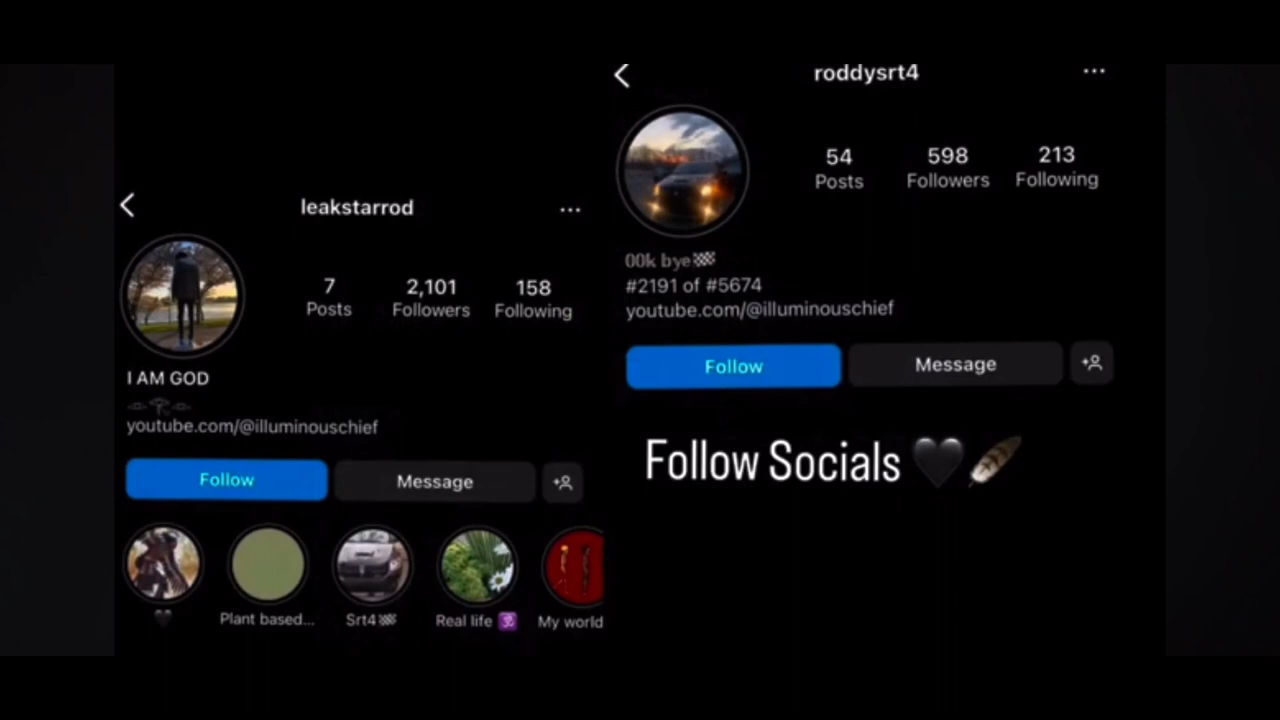 leakstarrod
7 2,101 158
Posts Followers Following
I AM GOD
youtube.com/@illuminouschief
Follow Message
🖤 Plant based... Srt4🏁 Real life 🕉️ My world
roddysrt4
54 598 213
Posts Followers Following
00k bye🏁
#2191 of #5674
youtube.com/@illuminouschief
Follow Message
Follow Socials 🖤🪶